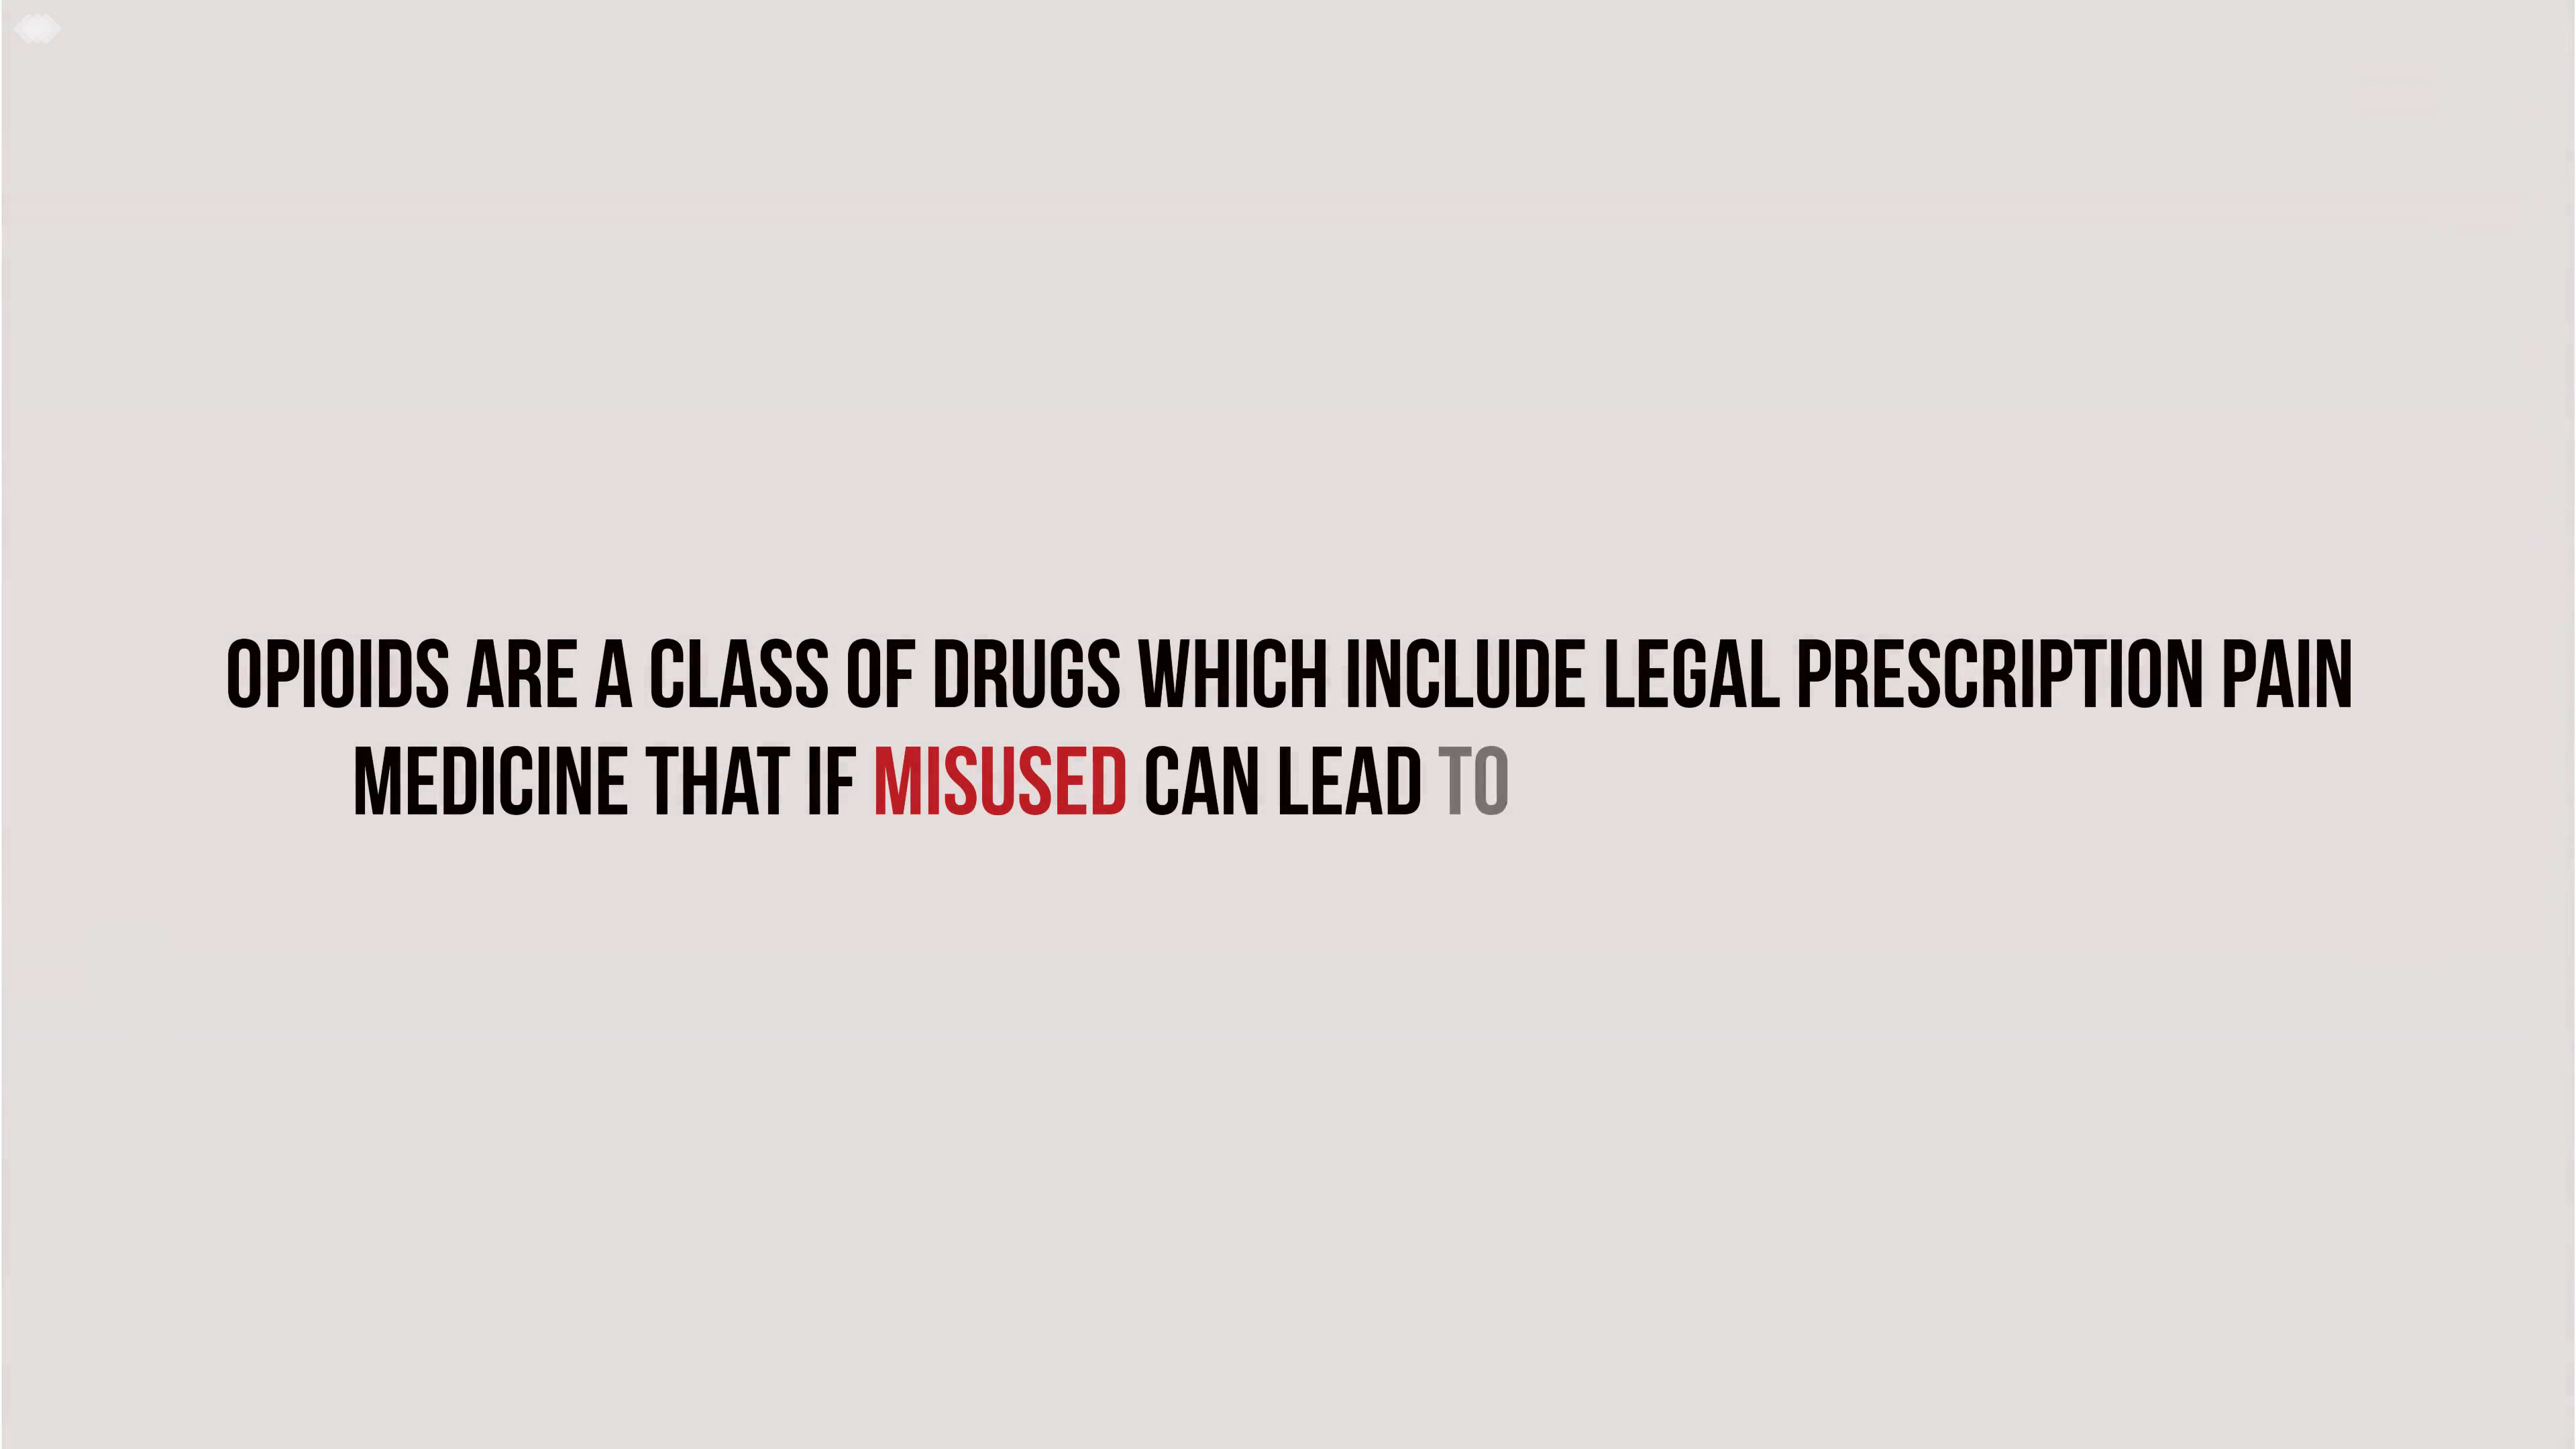 OPIOIDS ARE A CLASS OF DRUGS WHICH INCLUDE LEGAL PRESCRIPTION PAIN
MEDICINE THAT IF MISUSED CAN LEAD TO